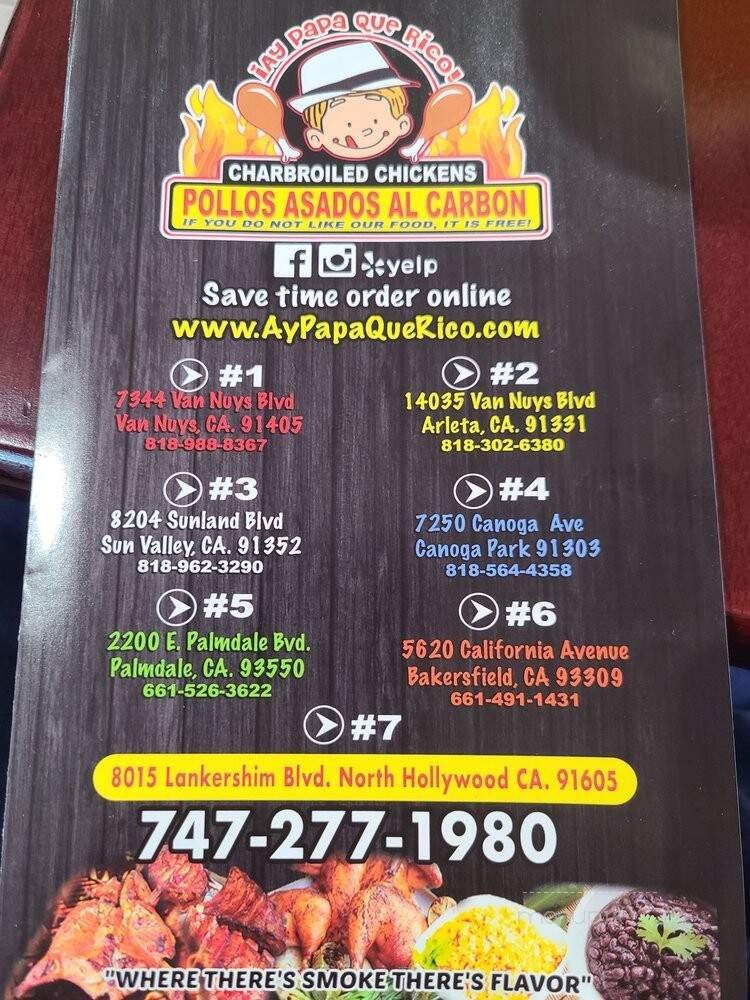 ¡AY PAPA QUE RICO!
CHARBROILED CHICKENS
POLLOS ASADOS AL CARBON
IF YOU DO NOT LIKE OUR FOOD, IT IS FREE!
f yelp
Save time order online
www.AyPapaQueRico.com
#1
7344 Van Nuys Blvd
Van Nuys, CA. 91405
818-988-8367
#2
14035 Van Nuys Blvd
Arleta, CA. 91331
818-302-6380
#3
8204 Sunland Blvd
Sun Valley, CA. 91352
818-962-3290
#4
7250 Canoga Ave
Canoga Park 91303
818-564-4358
#5
2200 E. Palmdale Bvd.
Palmdale, CA. 93550
661-526-3622
#6
5620 California Avenue
Bakersfield, CA 93309
661-491-1431
#7
8015 Lankershim Blvd. North Hollywood CA. 91605
747-277-1980
"WHERE THERE'S SMOKE THERE'S FLAVOR"